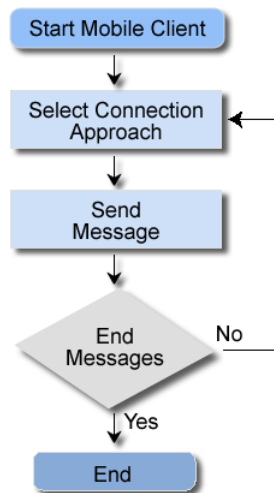 Start Mobile Client
Select Connection
Approach
Send
Message
End
Messages
No
Yes
End